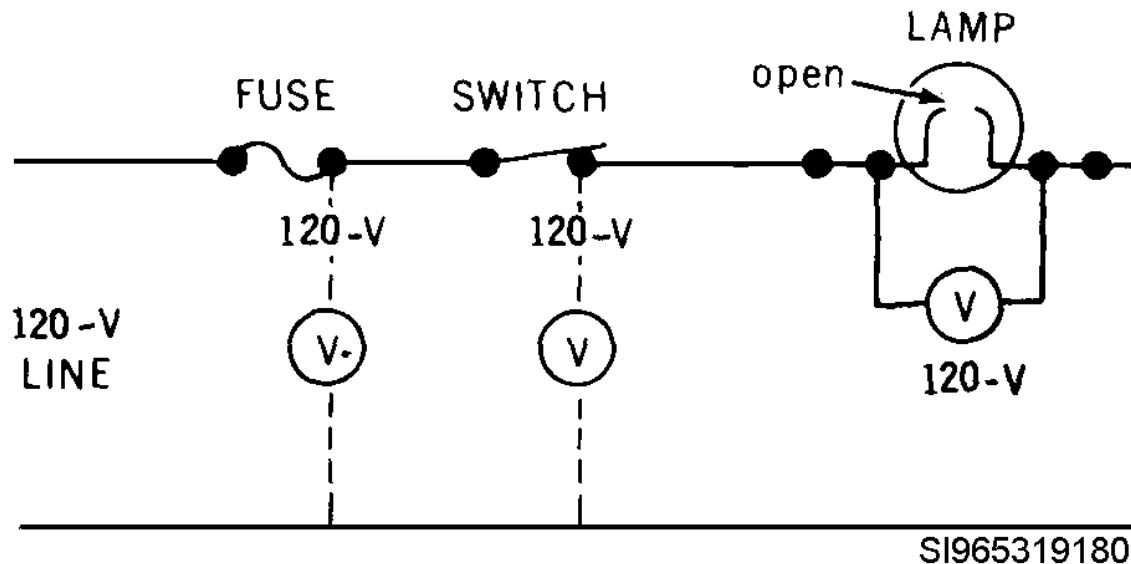 LAMP
open
FUSE
SWITCH
120-V
120-V
120-V
LINE
V.
V
V
120-V
SI965319180